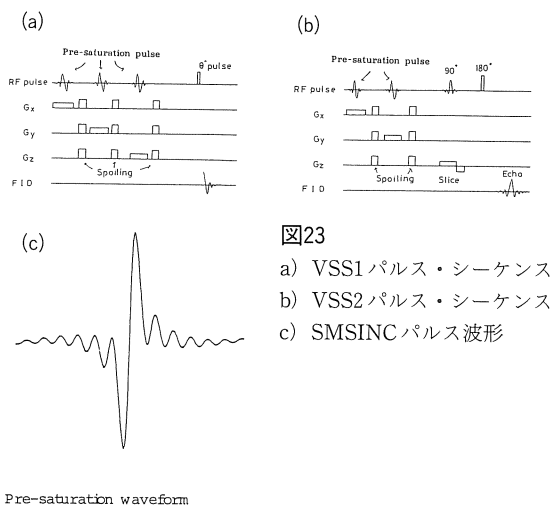 (a)
Pre-saturation pulse
θ° pulse
RF pulse
Gx
Gy
Gz
Spoiling
FID
(b)
Pre-saturation pulse
90°
180°
RF pulse
Gx
Gy
Gz
Spoiling
Slice
Echo
FID
(c)
Pre-saturation waveform
図23
a) VSS1パルス・シーケンス
b) VSS2パルス・シーケンス
c) SMSINCパルス波形